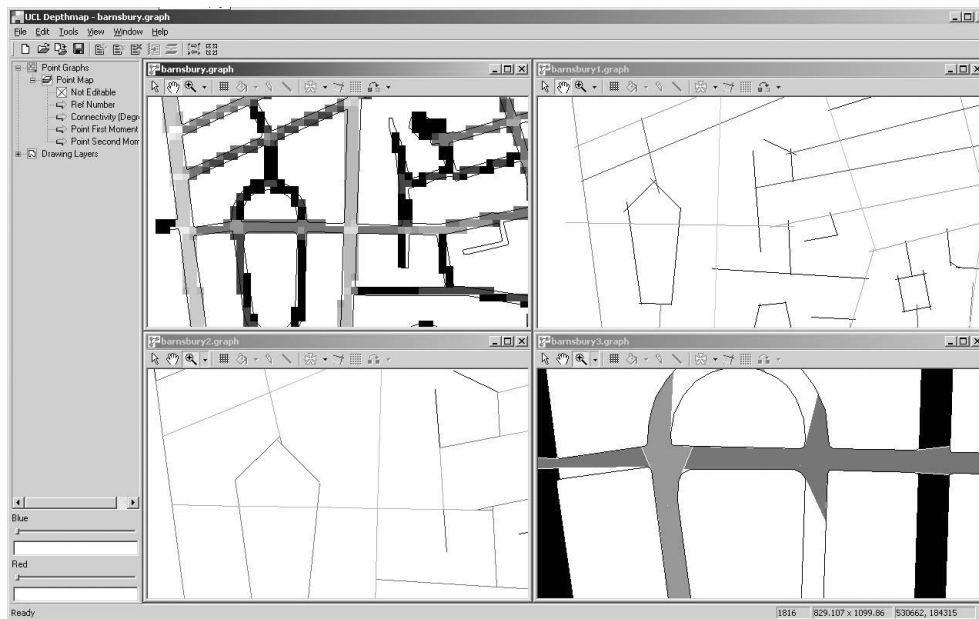 UCL Depthmap - barnsbury.graph
File Edit Tools View Window Help
Point Graphs
Point Map
Not Editable
Ref Number
Connectivity (Degr
Point First Moment
Point Second Mom
Drawing Layers
barnsbury.graph
barnsbury1.graph
barnsbury2.graph
barnsbury3.graph
Blue
Red
Ready
1816
829.107 x 1099.86
530662, 184315